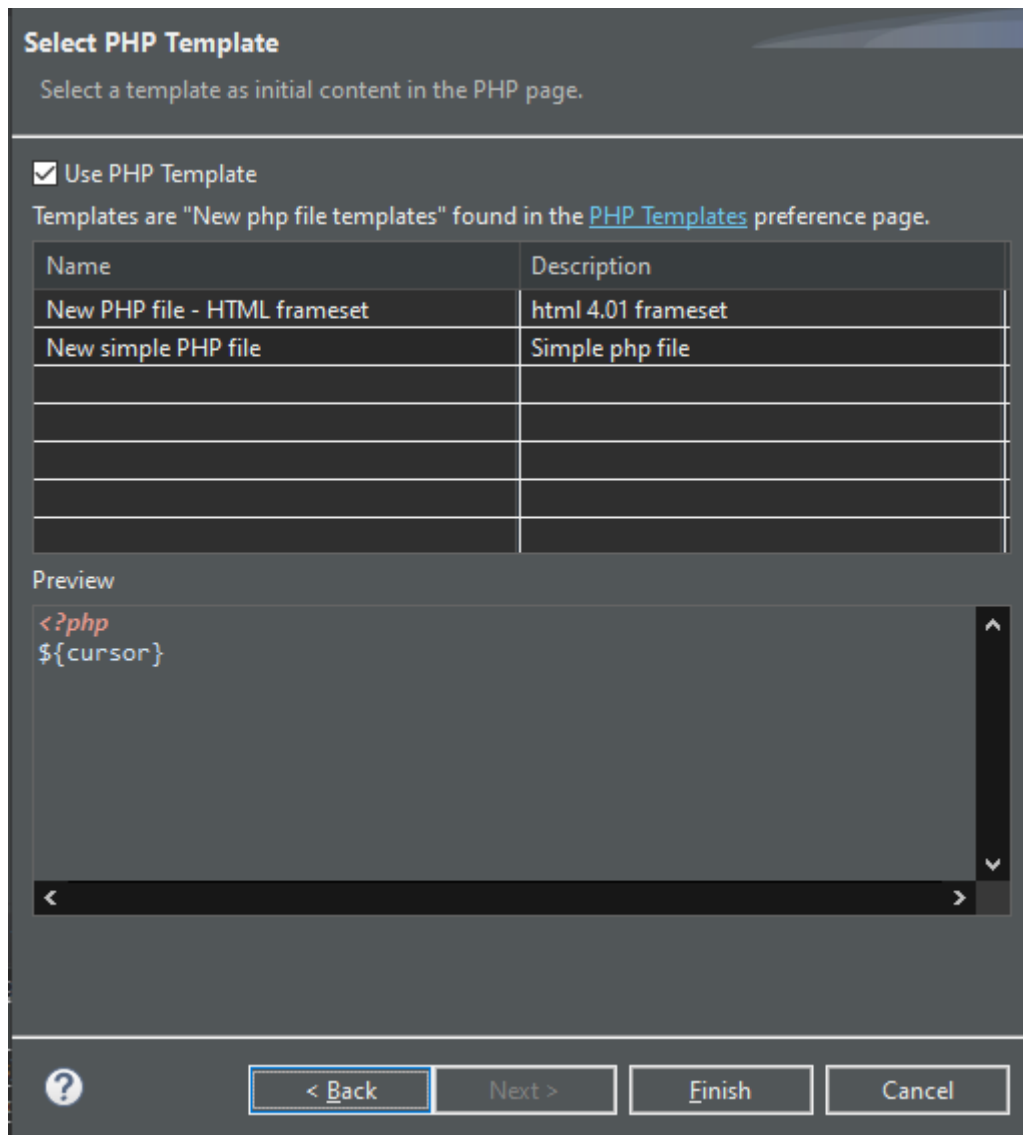 Select PHP Template
Select a template as initial content in the PHP page.
Use PHP Template
Templates are "New php file templates" found in the PHP Templates preference page.
Name Description
New PHP file - HTML frameset html 4.01 frameset
New simple PHP file Simple php file
Preview
<?php
${cursor}
? < Back Next > Finish Cancel